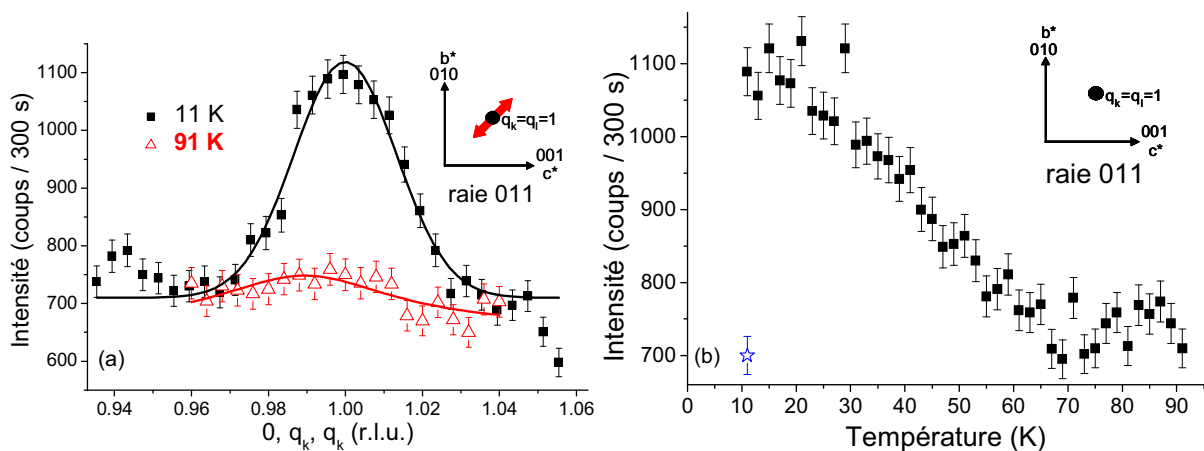 Intensité (coups / 300 s)
1100
1000
900
800
700
600
11 K
91 K
b*
010
q_k=q_l=1
001
c*
raie 011
(a)
0.94
0.96
0.98
1.00
1.02
1.04
1.06
0, q_k, q_k (r.l.u.)
Intensité (coups / 300 s)
1100
1000
900
800
700
b*
010
q_k=q_l=1
001
c*
raie 011
(b)
0
10
20
30
40
50
60
70
80
90
Température (K)